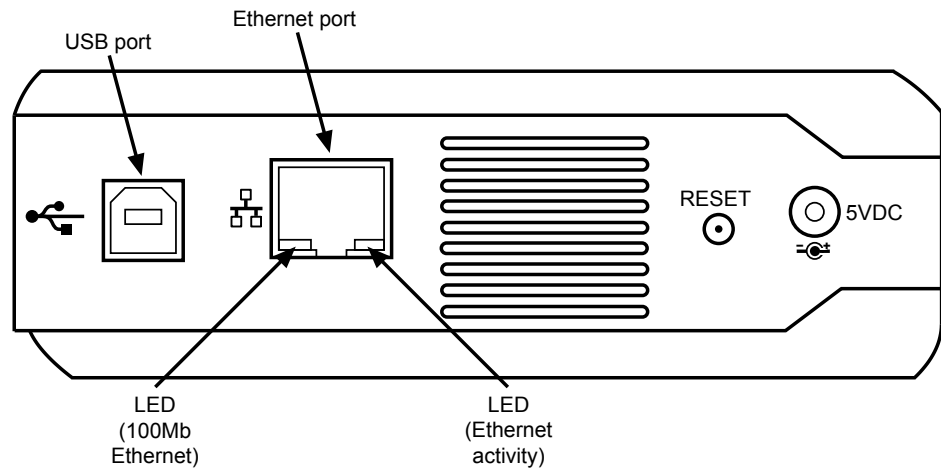 Ethernet port
USB port
RESET
5VDC
LED
(100Mb
Ethernet)
LED
(Ethernet
activity)